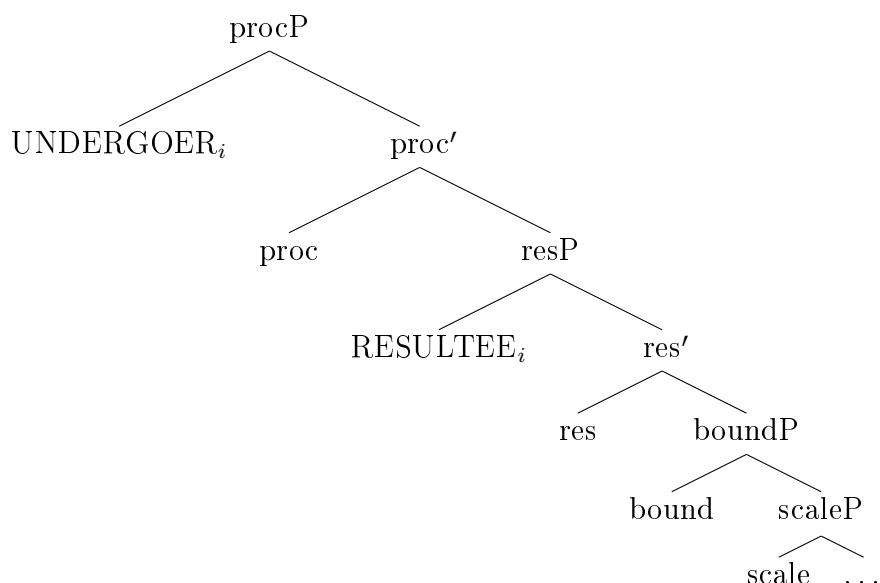 procP
UNDERGOERᵢ proc′
proc resP
RESULTEEᵢ res′
res boundP
bound scaleP
scale ...